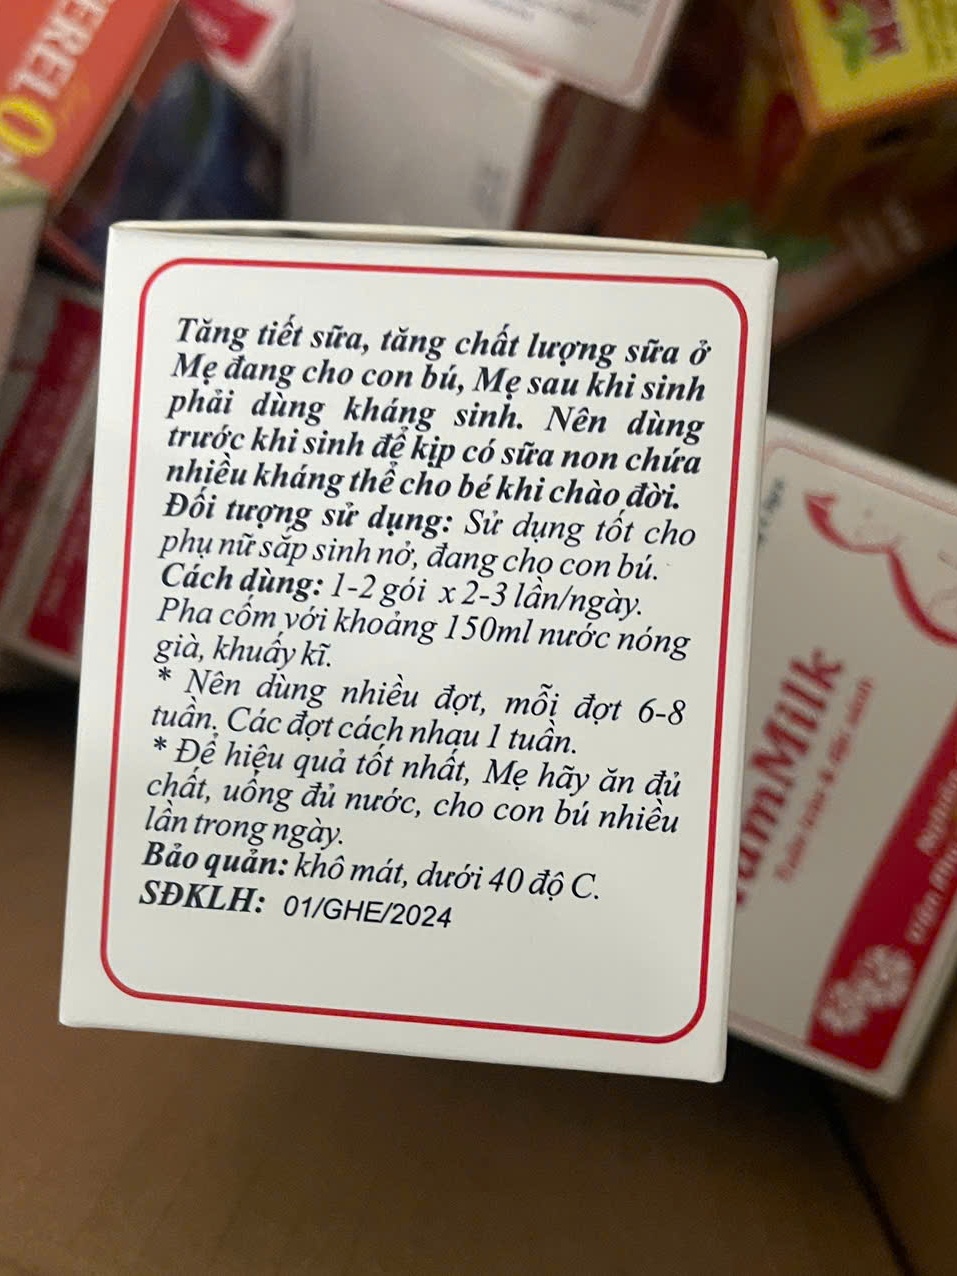 EREL
Tăng tiết sữa, tăng chất lượng sữa ở
Mẹ đang cho con bú, Mẹ sau khi sinh
phải dùng kháng sinh. Nên dùng
trước khi sinh để kịp có sữa non chứa
nhiều kháng thể cho bé khi chào đời.
Đối tượng sử dụng: Sử dụng tốt cho
phụ nữ sắp sinh nở, đang cho con bú.
Cách dùng: 1-2 gói x 2-3 lần/ngày.
Pha cốm với khoảng 150ml nước nóng
già, khuấy kĩ.
* Nên dùng nhiều đợt, mỗi đợt 6-8
tuần. Các đợt cách nhau 1 tuần.
* Để hiệu quả tốt nhất, Mẹ hãy ăn đủ
chất, uống đủ nước, cho con bú nhiều
lần trong ngày.
Bảo quản: khô mát, dưới 40 độ C.
SĐKLH: 01/GHE/2024
Milk